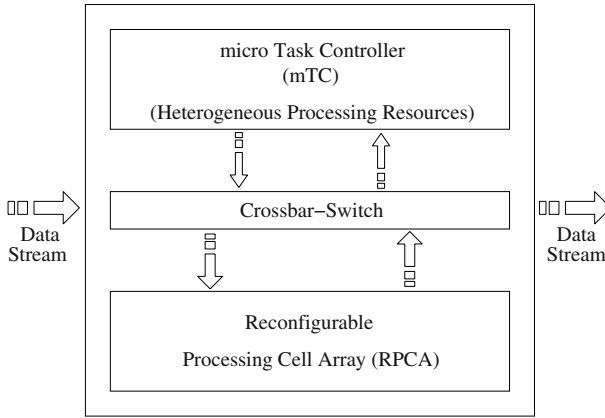 micro Task Controller
(mTC)
(Heterogeneous Processing Resources)
Crossbar–Switch
Data
Stream
Data
Stream
Reconfigurable
Processing Cell Array (RPCA)